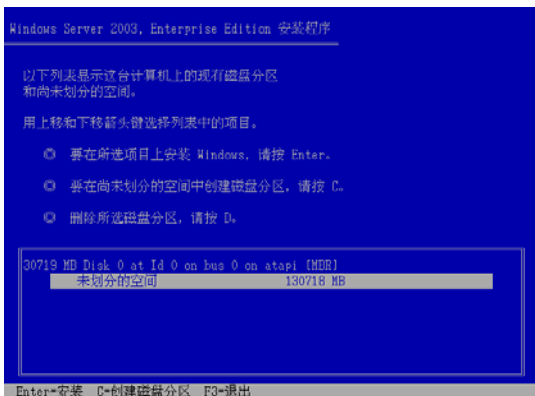 Windows Server 2003, Enterprise Edition 安装程序
以下列表显示这台计算机上的现有磁盘分区
和尚未划分的空间。
用上移和下移箭头键选择列表中的项目。
◎ 要在所选项目上安装 Windows, 请按 Enter。
◎ 要在尚未划分的空间中创建磁盘分区, 请按 C。
◎ 删除所选磁盘分区, 请按 D。
30719 MB Disk 0 at Id 0 on bus 0 on atapi [MBR]
未划分的空间 130718 MB
Enter=安装 C=创建磁盘分区 F3=退出